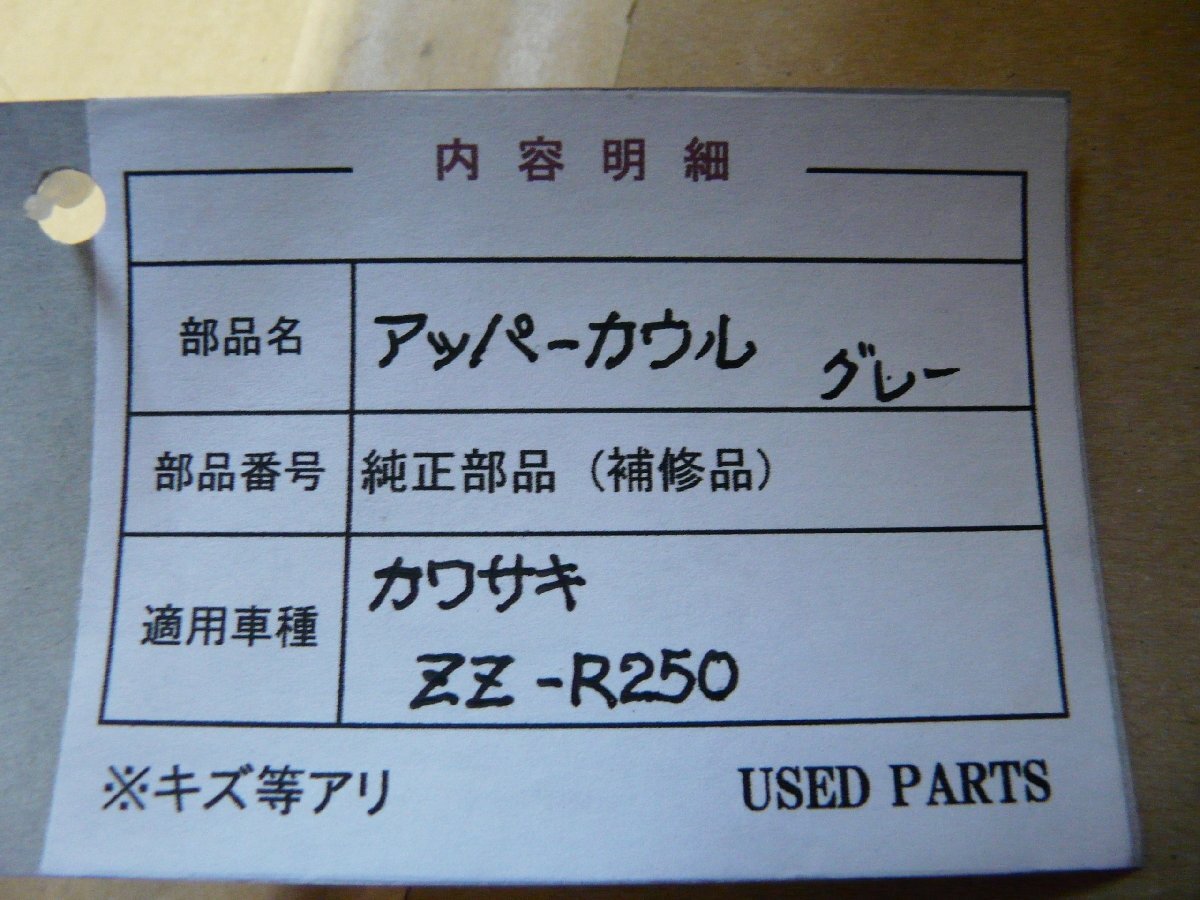 内容明細
部品名 アッパーカウル グレー
部品番号 純正部品（補修品）
適用車種 カワサキ
ZZ-R250
※キズ等アリ USED PARTS